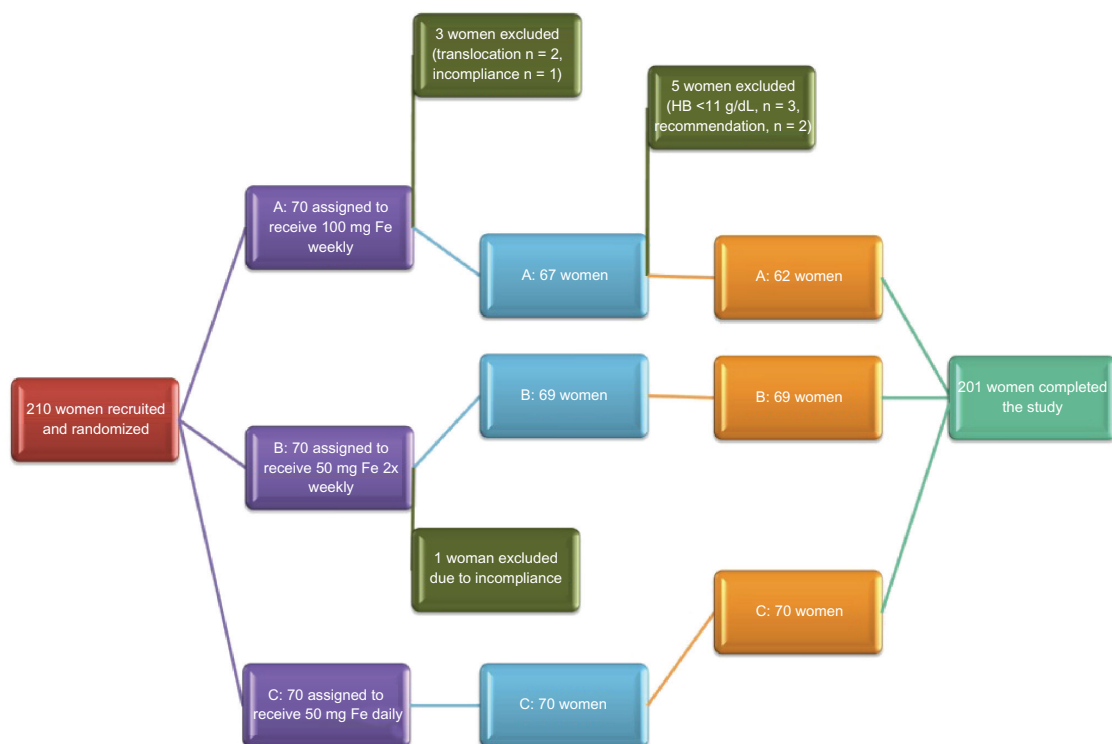 3 women excluded
(translocation n = 2,
incompliance n = 1)
5 women excluded
(HB <11 g/dL, n = 3,
recommendation, n = 2)
A: 70 assigned to
receive 100 mg Fe
weekly
A: 67 women
A: 62 women
210 women recruited
and randomized
B: 69 women
B: 69 women
201 women completed
the study
B: 70 assigned to
receive 50 mg Fe 2x
weekly
1 woman excluded
due to incompliance
C: 70 women
C: 70 assigned to
receive 50 mg Fe daily
C: 70 women